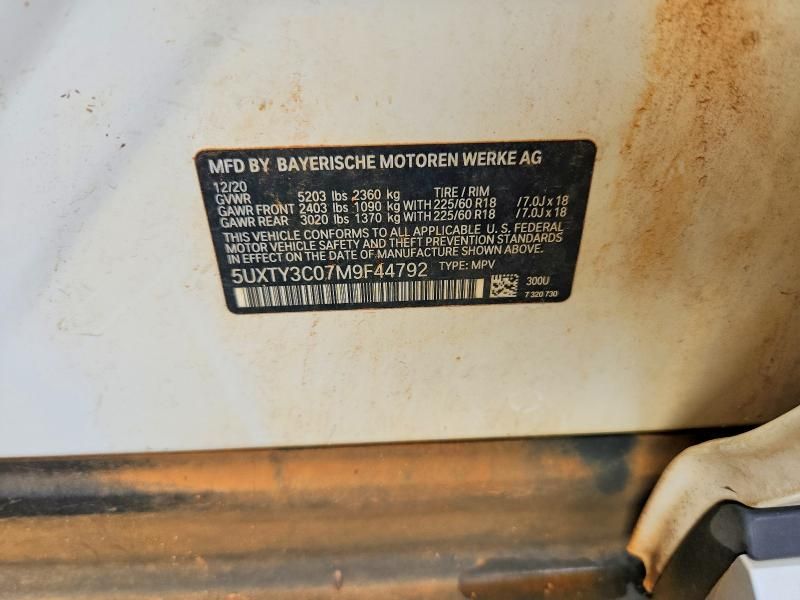 MFD BY BAYERISCHE MOTOREN WERKE AG
12/20
GVWR 5203 lbs 2360 kg TIRE / RIM
GAWR FRONT 2403 lbs 1090 kg WITH 225/60 R18 / 7.0J x 18
GAWR REAR 3020 lbs 1370 kg WITH 225/60 R18 / 7.0J x 18
THIS VEHICLE CONFORMS TO ALL APPLICABLE U. S. FEDERAL
MOTOR VEHICLE SAFETY AND THEFT PREVENTION STANDARDS
IN EFFECT ON THE DATE OF MANUFACTURE SHOWN ABOVE.
5UXTY3C07M9F44792 TYPE: MPV
300U
7 320 730